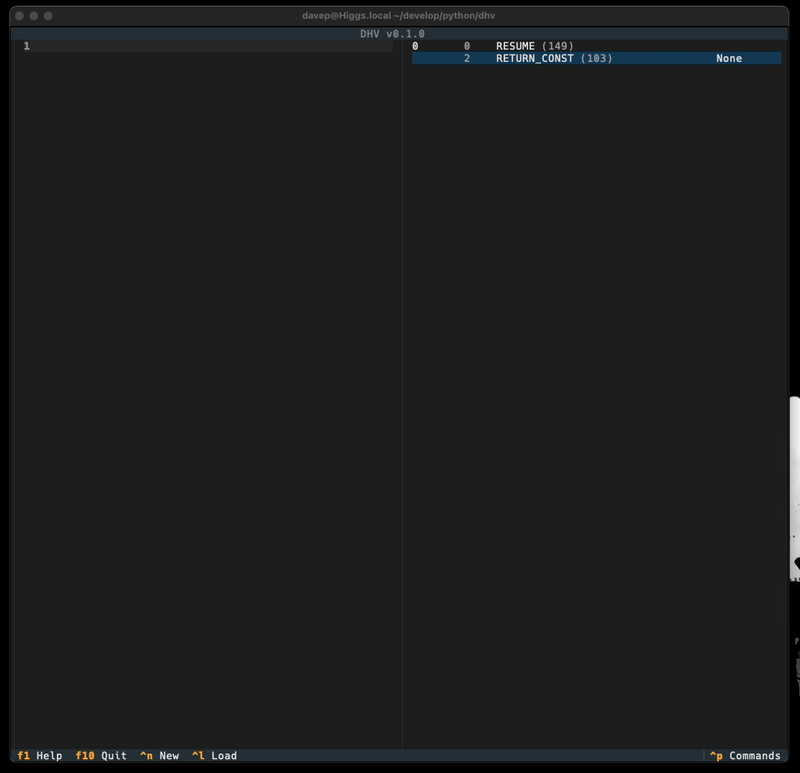 davep@Higgs.local ~/develop/python/dhv
DHV v0.1.0
1
0 0 RESUME (149)
2 RETURN_CONST (103) None
f1 Help f10 Quit ^n New ^l Load ^p Commands